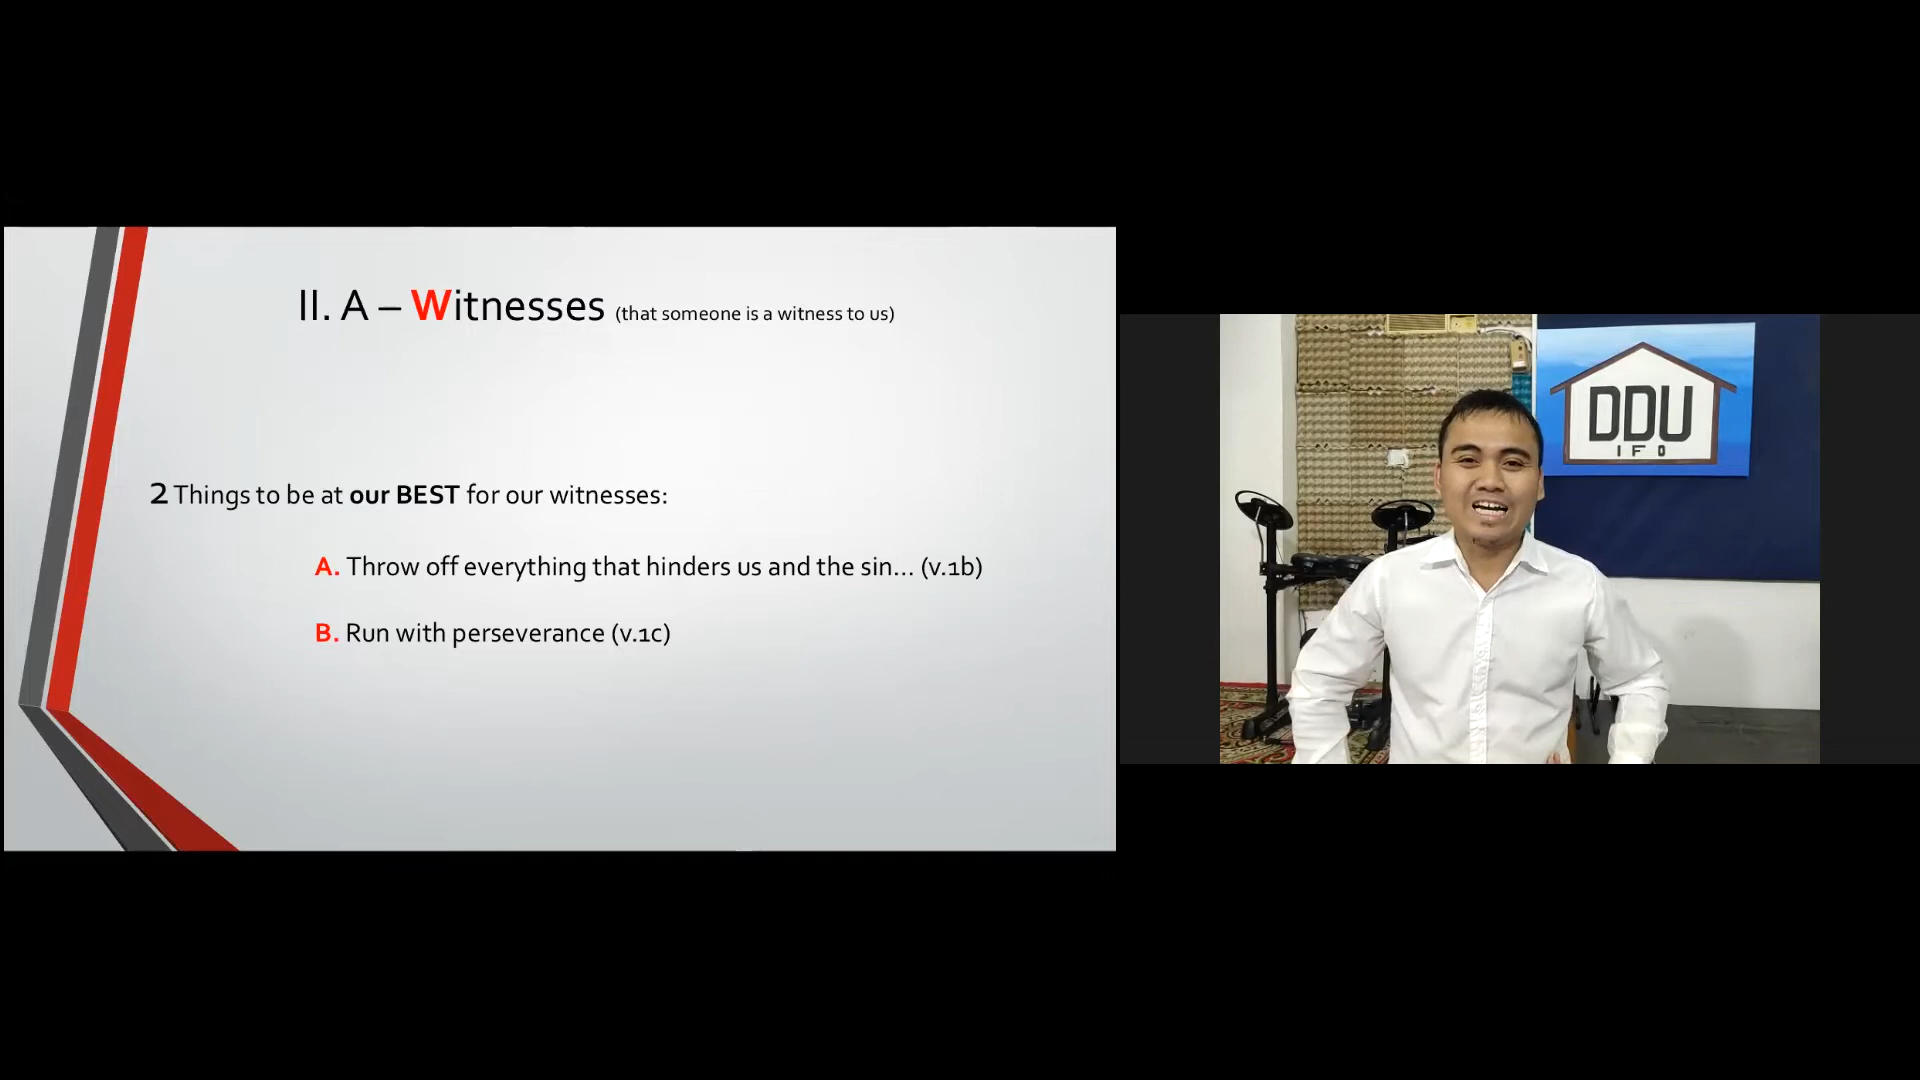 II. A – Witnesses (that someone is a witness to us)
2 Things to be at our BEST for our witnesses:
A. Throw off everything that hinders us and the sin... (v.1b)
B. Run with perseverance (v.1c)
DDU
IFO